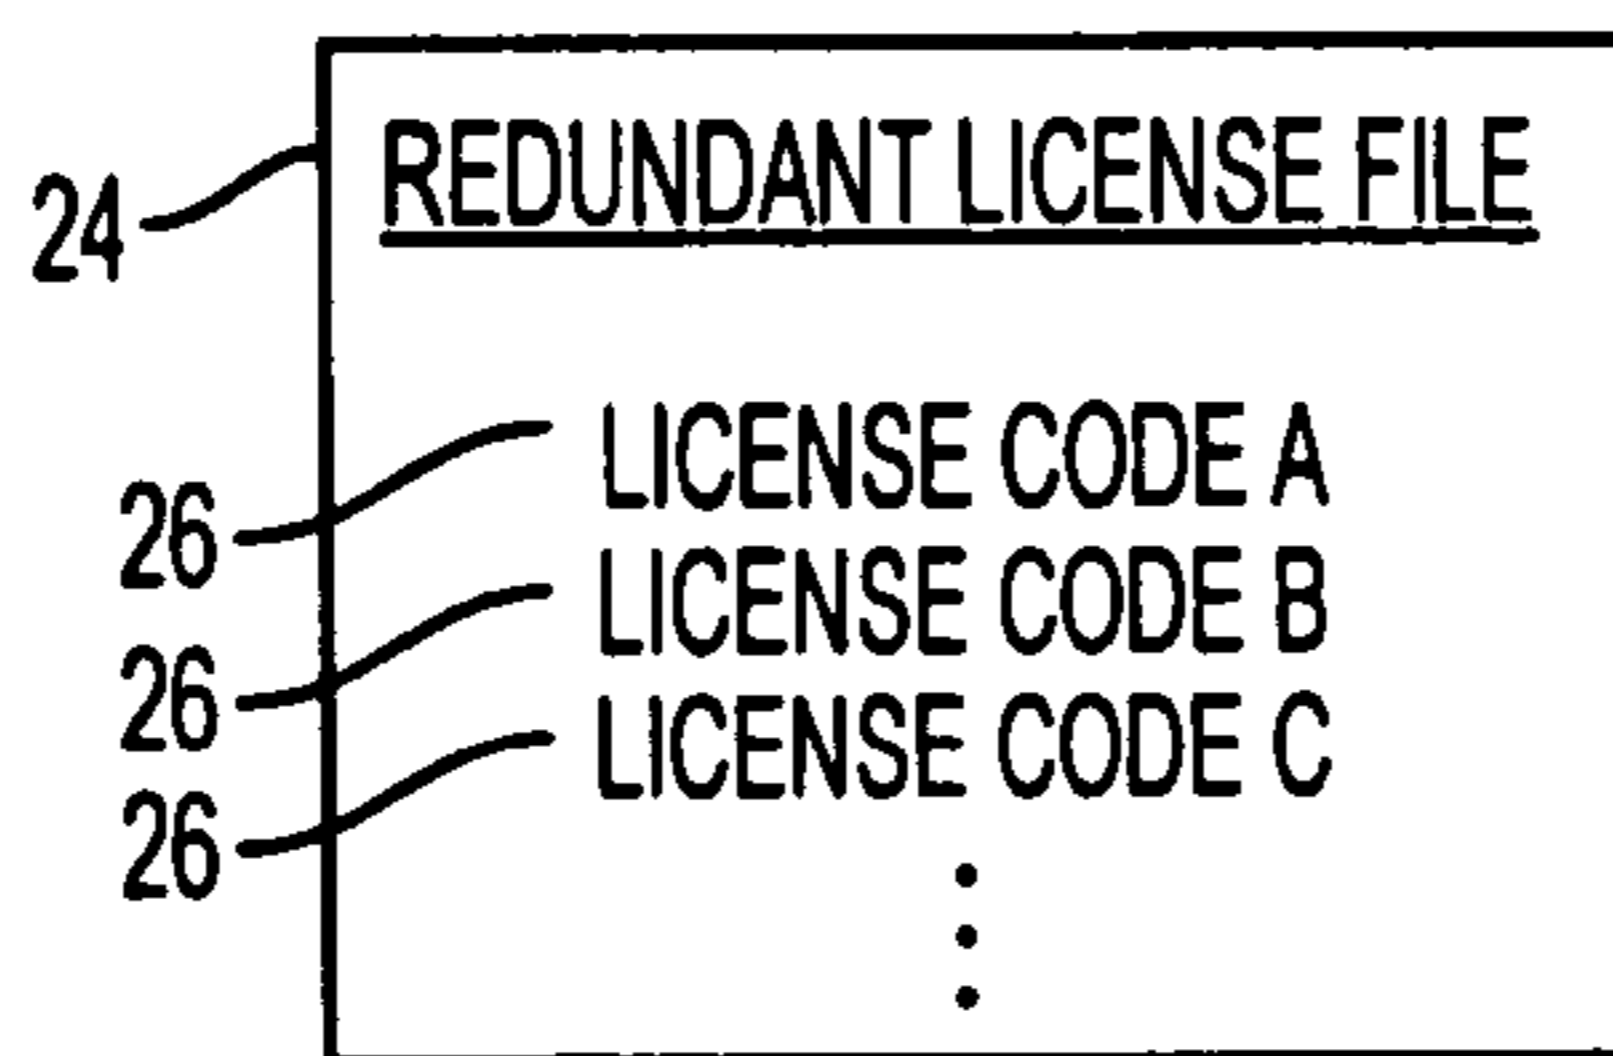 REDUNDANT LICENSE FILE
24
LICENSE CODE A
26
LICENSE CODE B
26
LICENSE CODE C
26